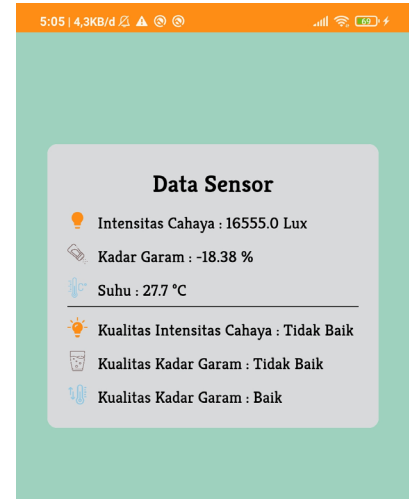 5:05 | 4,3KB/d
69
Data Sensor
Intensitas Cahaya : 16555.0 Lux
Kadar Garam : -18.38 %
Suhu : 27.7 °C
Kualitas Intensitas Cahaya : Tidak Baik
Kualitas Kadar Garam : Tidak Baik
Kualitas Kadar Garam : Baik